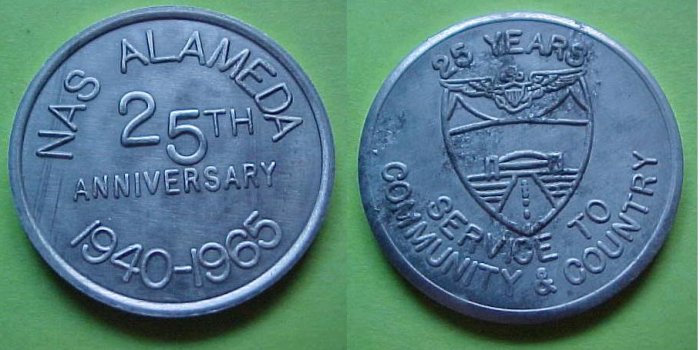 NAS ALAMEDA
25TH
ANNIVERSARY
1940-1965
25 YEARS
SERVICE TO
COMMUNITY & COUNTRY